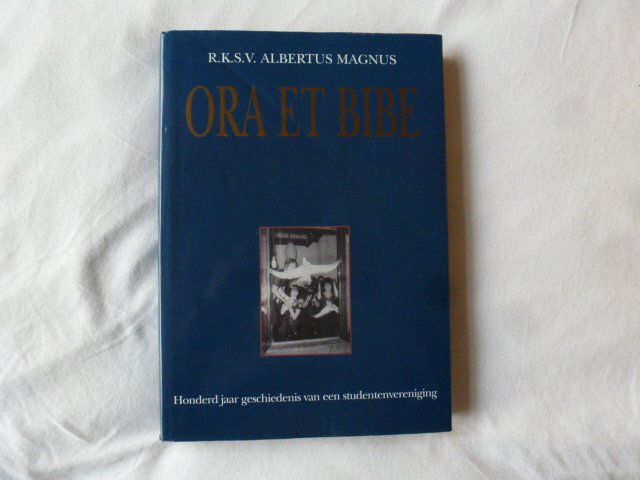 R.K.S.V. ALBERTUS MAGNUS
ORA ET BIBE
Honderd jaar geschiedenis van een studentenvereniging